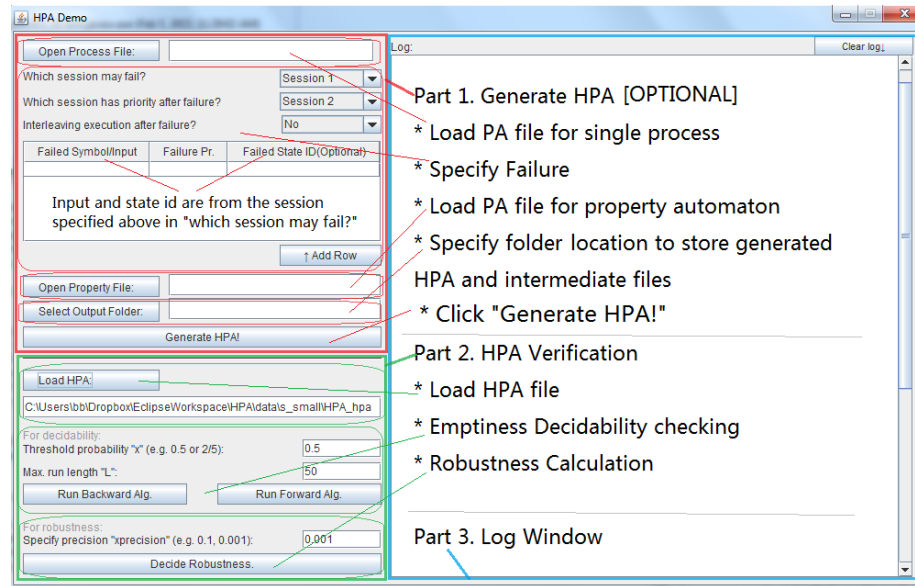 HPA Demo
Open Process File:
Which session may fail?
Session 1
Which session has priority after failure?
Session 2
Interleaving execution after failure?
No
Failed Symbol/Input
Failure Pr.
Failed State ID(Optional)
Input and state id are from the session
specified above in "which session may fail?"
↑ Add Row
Open Property File:
Select Output Folder:
Generate HPA!
Load HPA:
C:\Users\bb\Dropbox\EclipseWorkspace\HPA\data\s_small\HPA_hpa
For decidability:
Threshold probability "x" (e.g. 0.5 or 2/5):
0.5
Max. run length "L":
50
Run Backward Alg.
Run Forward Alg.
For robustness:
Specify precision "xprecision" (e.g. 0.1, 0.001):
0.001
Decide Robustness.
Log:
Clear log↓
Part 1. Generate HPA [OPTIONAL]
* Load PA file for single process
* Specify Failure
* Load PA file for property automaton
* Specify folder location to store generated
HPA and intermediate files
* Click "Generate HPA!"
Part 2. HPA Verification
* Load HPA file
* Emptiness Decidability checking
* Robustness Calculation
Part 3. Log Window